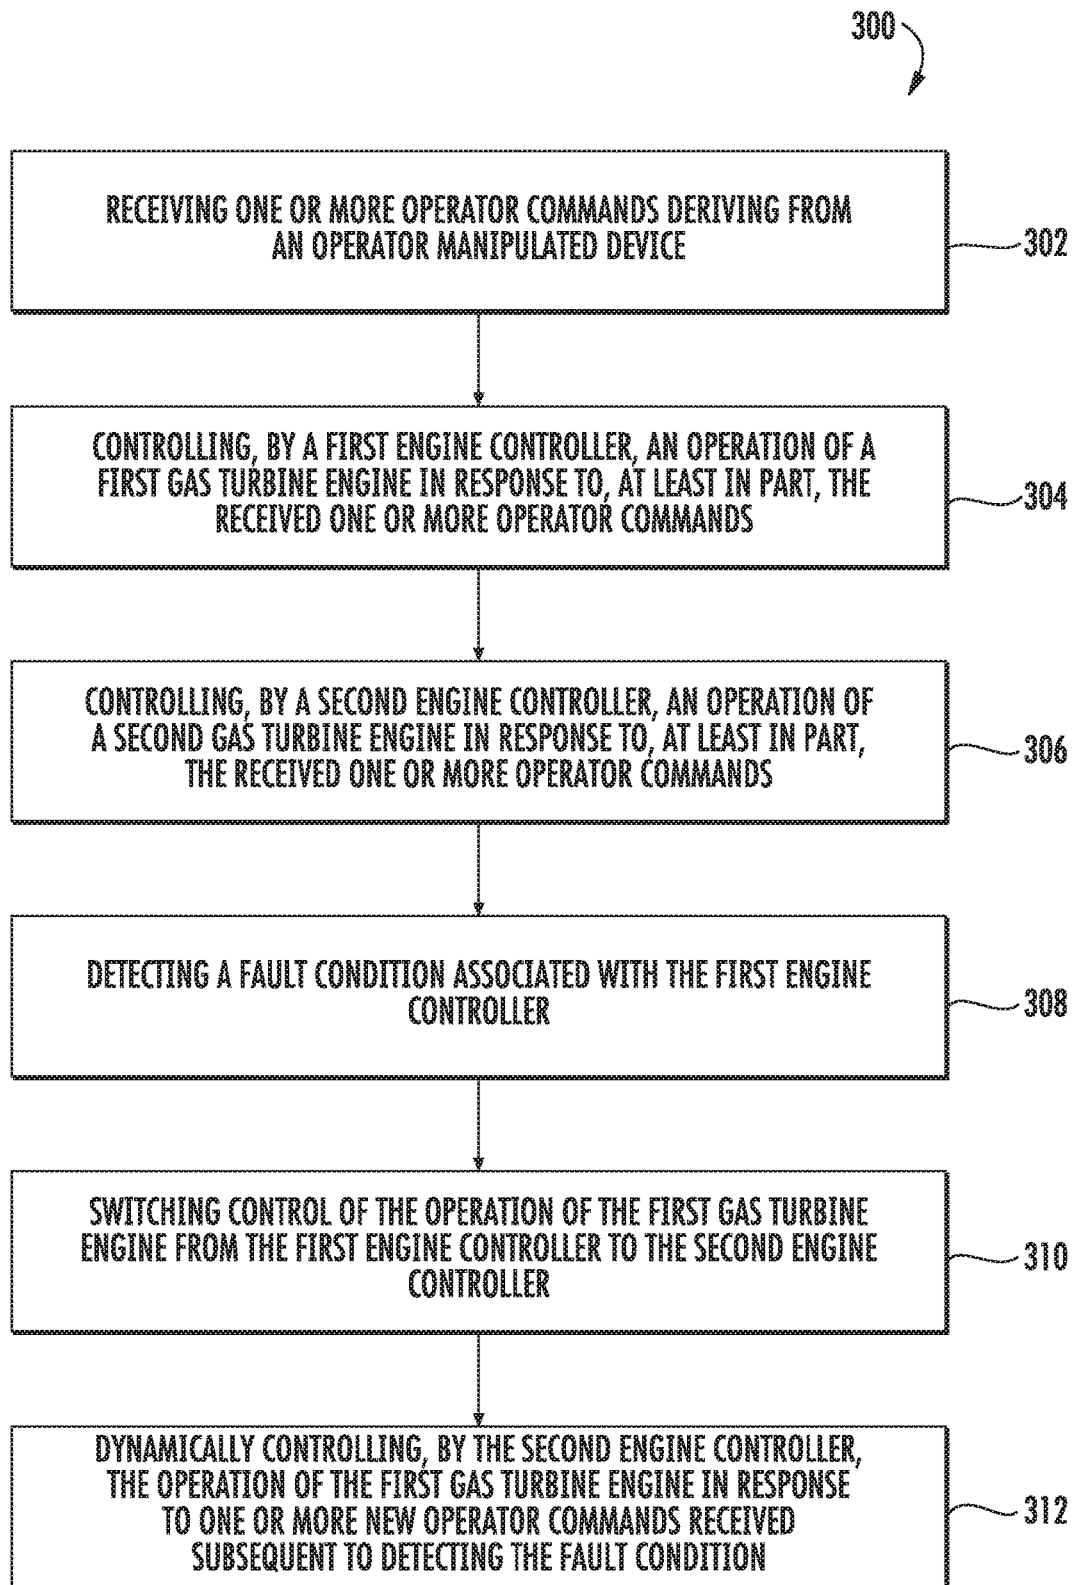 300
RECEIVING ONE OR MORE OPERATOR COMMANDS DERIVING FROM
AN OPERATOR MANIPULATED DEVICE
302
CONTROLLING, BY A FIRST ENGINE CONTROLLER, AN OPERATION OF A
FIRST GAS TURBINE ENGINE IN RESPONSE TO, AT LEAST IN PART, THE
RECEIVED ONE OR MORE OPERATOR COMMANDS
304
CONTROLLING, BY A SECOND ENGINE CONTROLLER, AN OPERATION OF
A SECOND GAS TURBINE ENGINE IN RESPONSE TO, AT LEAST IN PART,
THE RECEIVED ONE OR MORE OPERATOR COMMANDS
306
DETECTING A FAULT CONDITION ASSOCIATED WITH THE FIRST ENGINE
CONTROLLER
308
SWITCHING CONTROL OF THE OPERATION OF THE FIRST GAS TURBINE
ENGINE FROM THE FIRST ENGINE CONTROLLER TO THE SECOND ENGINE
CONTROLLER
310
DYNAMICALLY CONTROLLING, BY THE SECOND ENGINE CONTROLLER,
THE OPERATION OF THE FIRST GAS TURBINE ENGINE IN RESPONSE
TO ONE OR MORE NEW OPERATOR COMMANDS RECEIVED
SUBSEQUENT TO DETECTING THE FAULT CONDITION
312